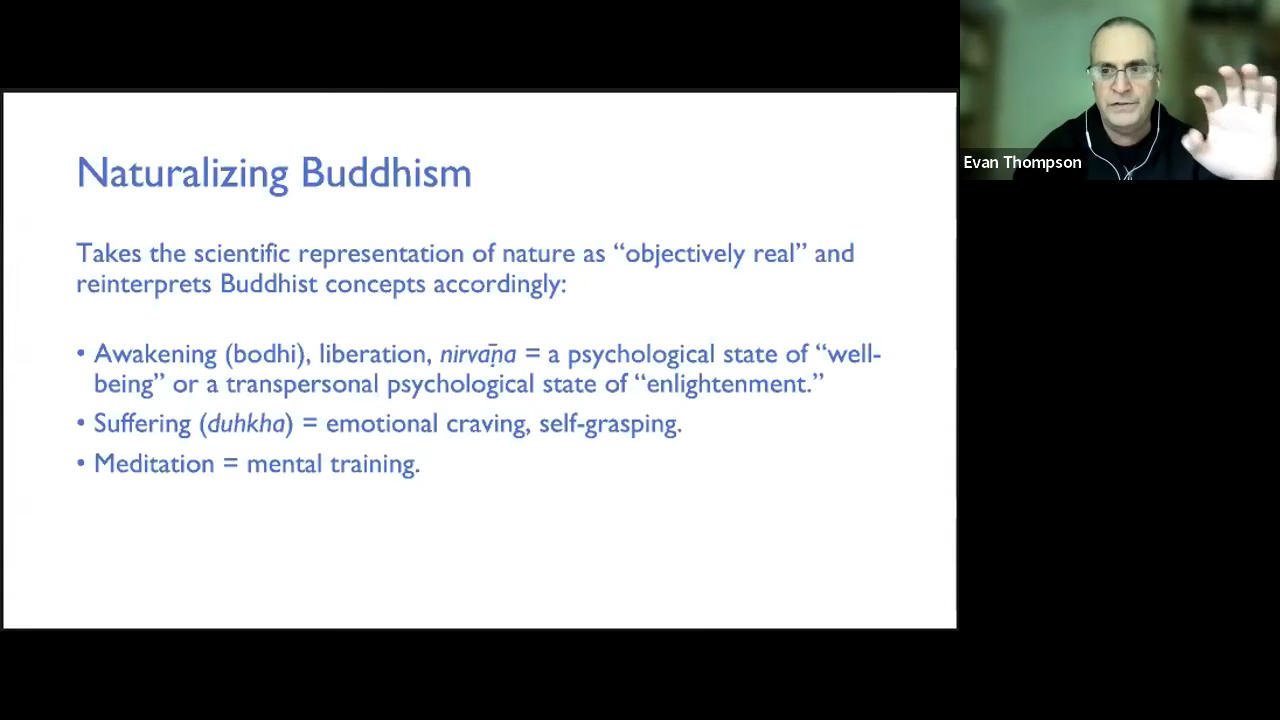 Naturalizing Buddhism
Takes the scientific representation of nature as “objectively real” and
reinterprets Buddhist concepts accordingly:
• Awakening (bodhi), liberation, nirvāṇa = a psychological state of “well-
being” or a transpersonal psychological state of “enlightenment.”
• Suffering (duhkha) = emotional craving, self-grasping.
• Meditation = mental training.
Evan Thompson